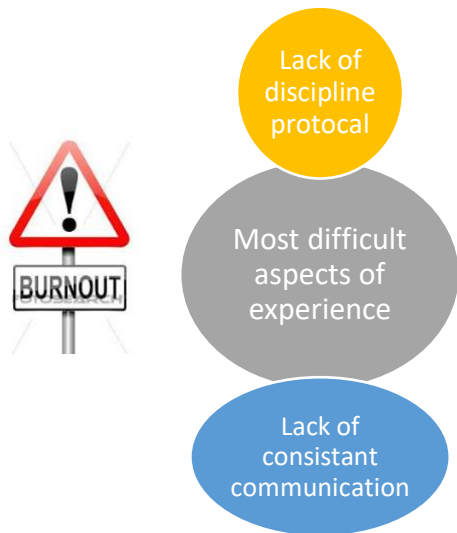 Lack of
discipline
protocal
Most difficult
aspects of
experience
BURNOUT
Lack of
consistant
communication